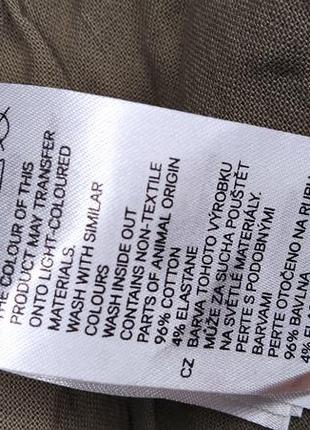 THE COLOUR OF THIS
PRODUCT MAY TRANSFER
ONTO LIGHT-COLOURED
MATERIALS.
WASH WITH SIMILAR
COLOURS
WASH INSIDE OUT
CONTAINS NON-TEXTILE
PARTS OF ANIMAL ORIGIN
96% COTTON
4% ELASTANE
CZ
BARVA TOHOTO VÝROBKU
MŮŽE ZA SUCHA POUŠTĚT
NA SVĚTLÉ MATERIÁLY.
PERTE S PODOBNÝMI
BARVAMI
PERTE OTOČENO NA RUBU
96% BAVLNA
4% ELAS